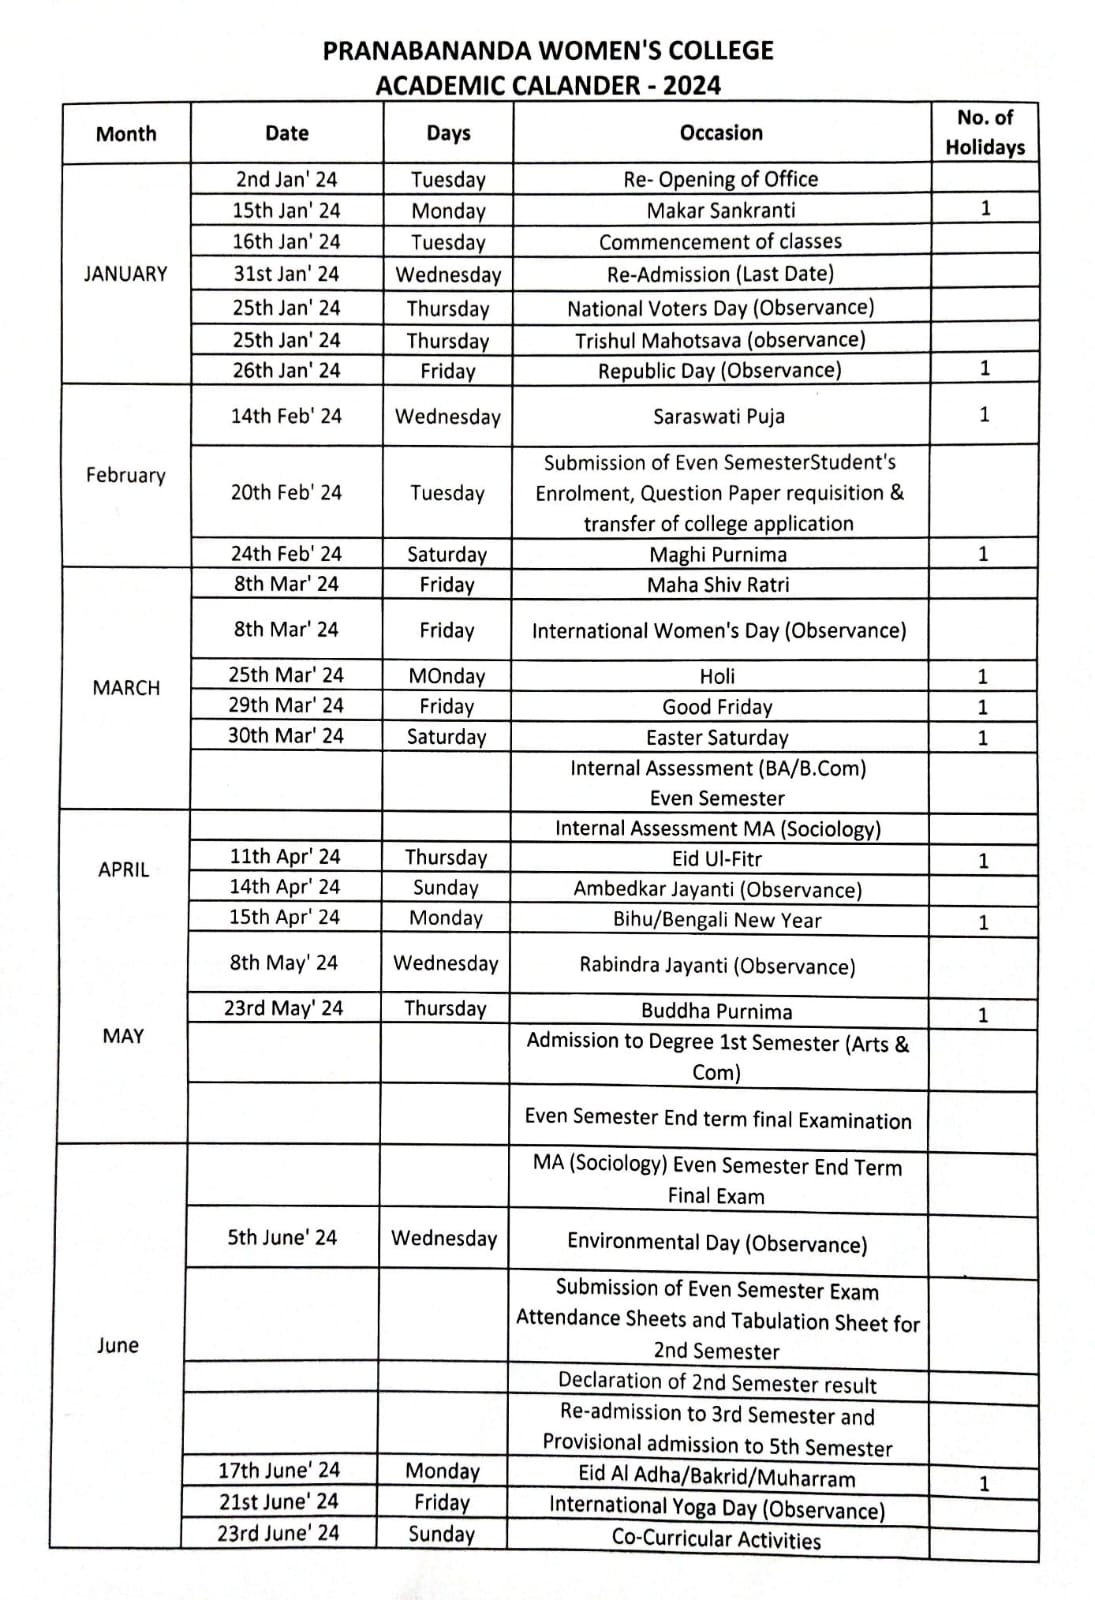 PRANABANANDA WOMEN'S COLLEGE
ACADEMIC CALANDER - 2024
Month Date Days Occasion No. of Holidays
JANUARY
2nd Jan' 24 Tuesday Re- Opening of Office
15th Jan' 24 Monday Makar Sankranti 1
16th Jan' 24 Tuesday Commencement of classes
31st Jan' 24 Wednesday Re-Admission (Last Date)
25th Jan' 24 Thursday National Voters Day (Observance)
25th Jan' 24 Thursday Trishul Mahotsava (observance)
26th Jan' 24 Friday Republic Day (Observance) 1
February
14th Feb' 24 Wednesday Saraswati Puja 1
20th Feb' 24 Tuesday Submission of Even SemesterStudent's
Enrolment, Question Paper requisition &
transfer of college application
24th Feb' 24 Saturday Maghi Purnima 1
MARCH
8th Mar' 24 Friday Maha Shiv Ratri
8th Mar' 24 Friday International Women's Day (Observance)
25th Mar' 24 MOnday Holi 1
29th Mar' 24 Friday Good Friday 1
30th Mar' 24 Saturday Easter Saturday 1
Internal Assessment (BA/B.Com)
Even Semester
APRIL
Internal Assessment MA (Sociology)
11th Apr' 24 Thursday Eid Ul-Fitr 1
14th Apr' 24 Sunday Ambedkar Jayanti (Observance)
15th Apr' 24 Monday Bihu/Bengali New Year 1
MAY
8th May' 24 Wednesday Rabindra Jayanti (Observance)
23rd May' 24 Thursday Buddha Purnima 1
Admission to Degree 1st Semester (Arts &
Com)
Even Semester End term final Examination
June
MA (Sociology) Even Semester End Term
Final Exam
5th June' 24 Wednesday Environmental Day (Observance)
Submission of Even Semester Exam
Attendance Sheets and Tabulation Sheet for
2nd Semester
Declaration of 2nd Semester result
Re-admission to 3rd Semester and
Provisional admission to 5th Semester
17th June' 24 Monday Eid Al Adha/Bakrid/Muharram 1
21st June' 24 Friday International Yoga Day (Observance)
23rd June' 24 Sunday Co-Curricular Activities